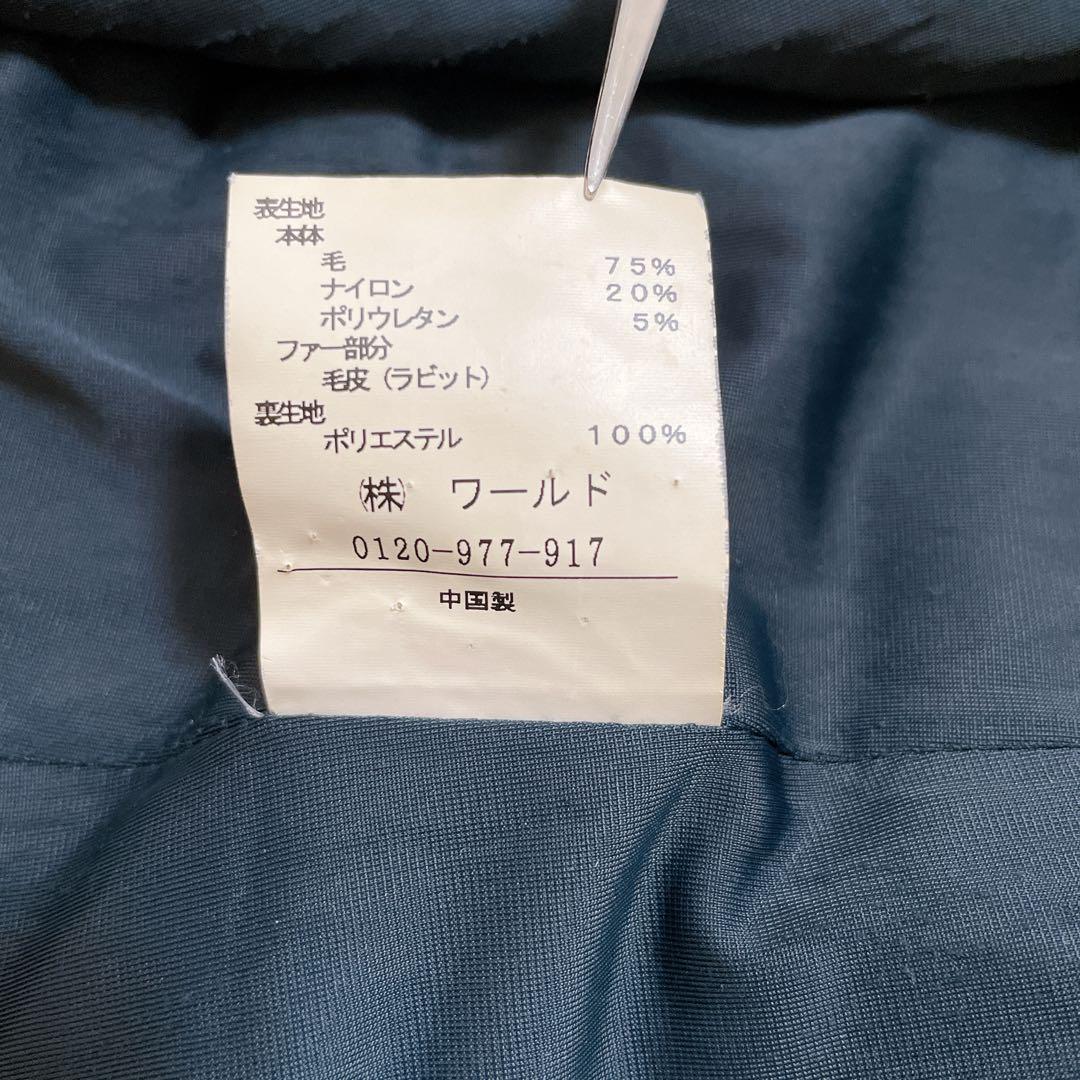 表生地
本体
毛 75%
ナイロン 20%
ポリウレタン 5%
ファー部分
毛皮(ラビット)
裏生地
ポリエステル 100%
㈱ ワールド
0120-977-917
中国製